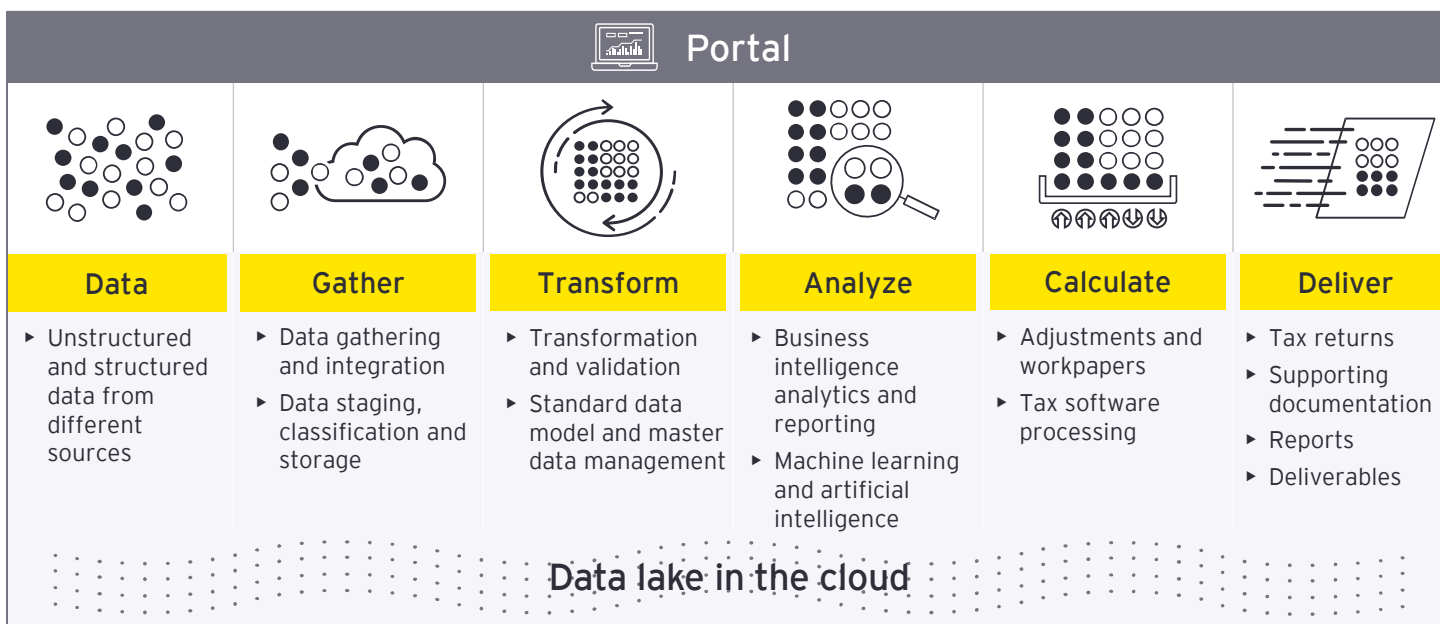 Portal
Data
▸ Unstructured
and structured
data from
different
sources
Gather
▸ Data gathering
and integration
▸ Data staging,
classification and
storage
Transform
▸ Transformation
and validation
▸ Standard data
model and master
data management
Analyze
▸ Business
intelligence
analytics and
reporting
▸ Machine learning
and artificial
intelligence
Calculate
▸ Adjustments and
workpapers
▸ Tax software
processing
Deliver
▸ Tax returns
▸ Supporting
documentation
▸ Reports
▸ Deliverables
Data lake in the cloud